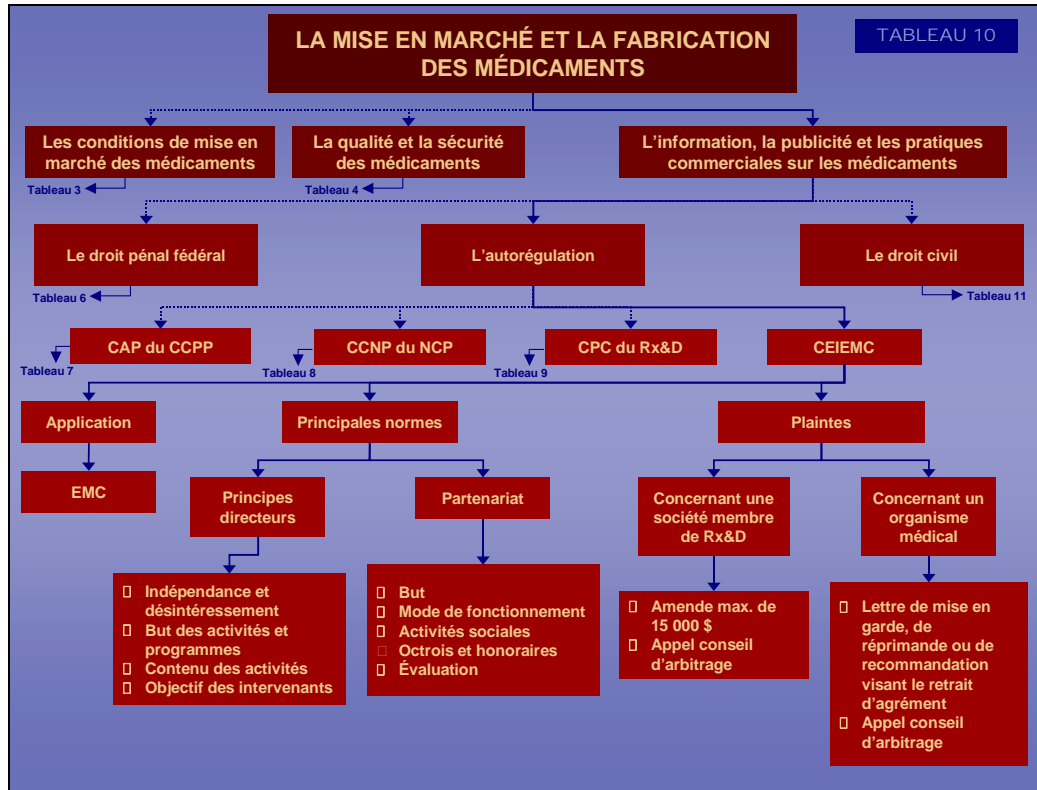 LA MISE EN MARCHÉ ET LA FABRICATION
DES MÉDICAMENTS
TABLEAU 10
Les conditions de mise en
marché des médicaments
La qualité et la sécurité
des médicaments
L'information, la publicité et les pratiques
commerciales sur les médicaments
Tableau 3
Tableau 4
Le droit pénal fédéral
L'autorégulation
Le droit civil
Tableau 6
Tableau 11
CAP du CCPP
CCNP du NCP
CPC du Rx&D
CEIEMC
Tableau 7
Tableau 8
Tableau 9
Application
Principales normes
Plaintes
EMC
Principes
directeurs
Partenariat
Concernant une
société membre
de Rx&D
Concernant un
organisme
médical
Indépendance et
désintéressement
But des activités et
programmes
Contenu des activités
Objectif des intervenants
But
Mode de fonctionnement
Activités sociales
Octrois et honoraires
Évaluation
Amende max. de
15 000 $
Appel conseil
d'arbitrage
Lettre de mise en
garde, de
réprimande ou de
recommandation
visant le retrait
d'agrément
Appel conseil
d'arbitrage